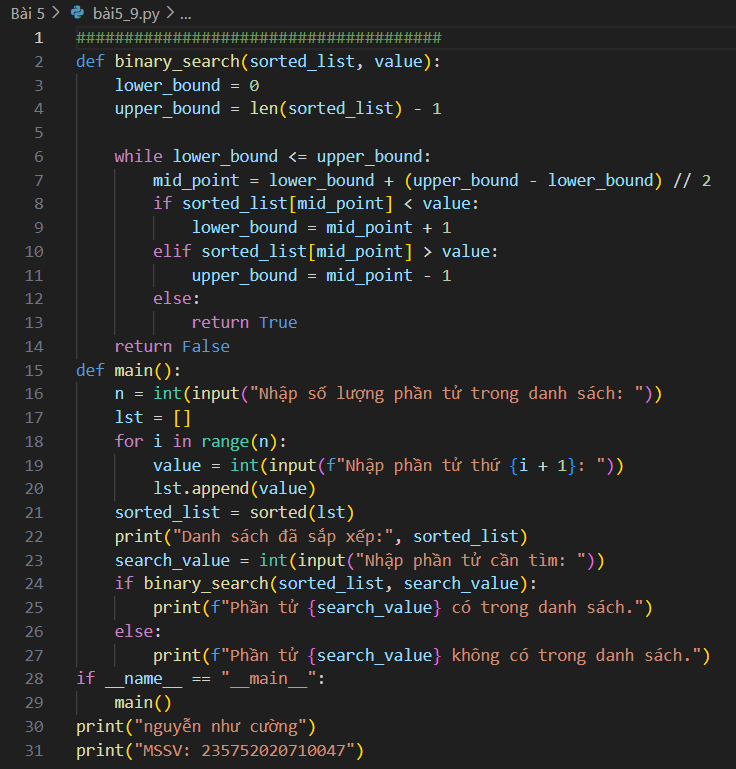 Bài 5 > bài5_9.py > ...
1 ######################################
2 def binary_search(sorted_list, value):
3     lower_bound = 0
4     upper_bound = len(sorted_list) - 1
5
6     while lower_bound <= upper_bound:
7         mid_point = lower_bound + (upper_bound - lower_bound) // 2
8         if sorted_list[mid_point] < value:
9             lower_bound = mid_point + 1
10         elif sorted_list[mid_point] > value:
11             upper_bound = mid_point - 1
12         else:
13             return True
14     return False
15 def main():
16     n = int(input("Nhập số lượng phần tử trong danh sách: "))
17     lst = []
18     for i in range(n):
19         value = int(input(f"Nhập phần tử thứ {i + 1}: "))
20         lst.append(value)
21     sorted_list = sorted(lst)
22     print("Danh sách đã sắp xếp:", sorted_list)
23     search_value = int(input("Nhập phần tử cần tìm: "))
24     if binary_search(sorted_list, search_value):
25         print(f"Phần tử {search_value} có trong danh sách.")
26     else:
27         print(f"Phần tử {search_value} không có trong danh sách.")
28 if __name__ == "__main__":
29     main()
30 print("nguyễn như cường")
31 print("MSSV: 235752020710047")